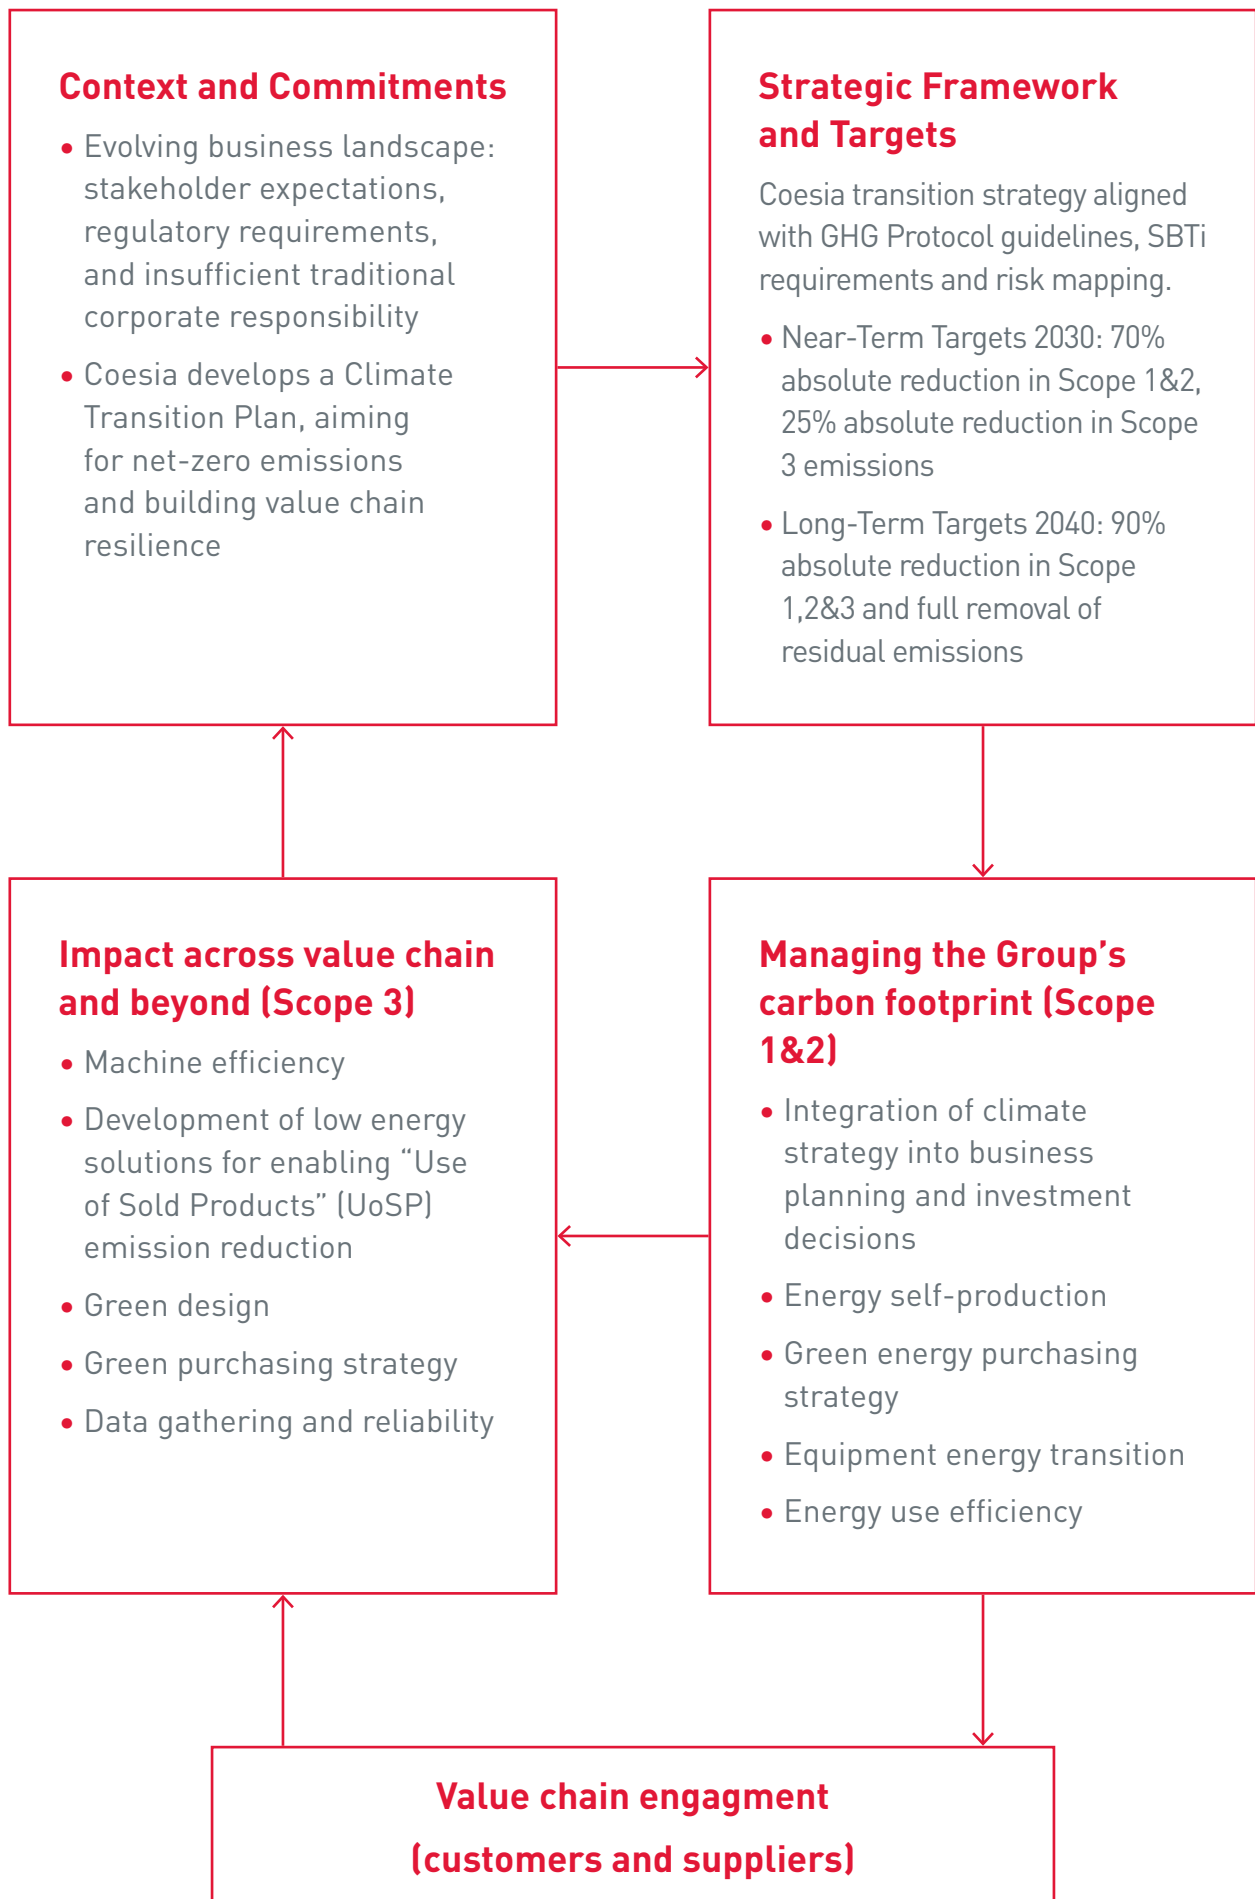 Context and Commitments
• Evolving business landscape:
stakeholder expectations,
regulatory requirements,
and insufficient traditional
corporate responsibility
• Coesia develops a Climate
Transition Plan, aiming
for net-zero emissions
and building value chain
resilience
Strategic Framework
and Targets
Coesia transition strategy aligned
with GHG Protocol guidelines, SBTi
requirements and risk mapping.
• Near-Term Targets 2030: 70%
absolute reduction in Scope 1&2,
25% absolute reduction in Scope
3 emissions
• Long-Term Targets 2040: 90%
absolute reduction in Scope
1,2&3 and full removal of
residual emissions
Impact across value chain
and beyond (Scope 3)
• Machine efficiency
• Development of low energy
solutions for enabling “Use
of Sold Products” (UoSP)
emission reduction
• Green design
• Green purchasing strategy
• Data gathering and reliability
Managing the Group’s
carbon footprint (Scope
1&2)
• Integration of climate
strategy into business
planning and investment
decisions
• Energy self-production
• Green energy purchasing
strategy
• Equipment energy transition
• Energy use efficiency
Value chain engagment
(customers and suppliers)